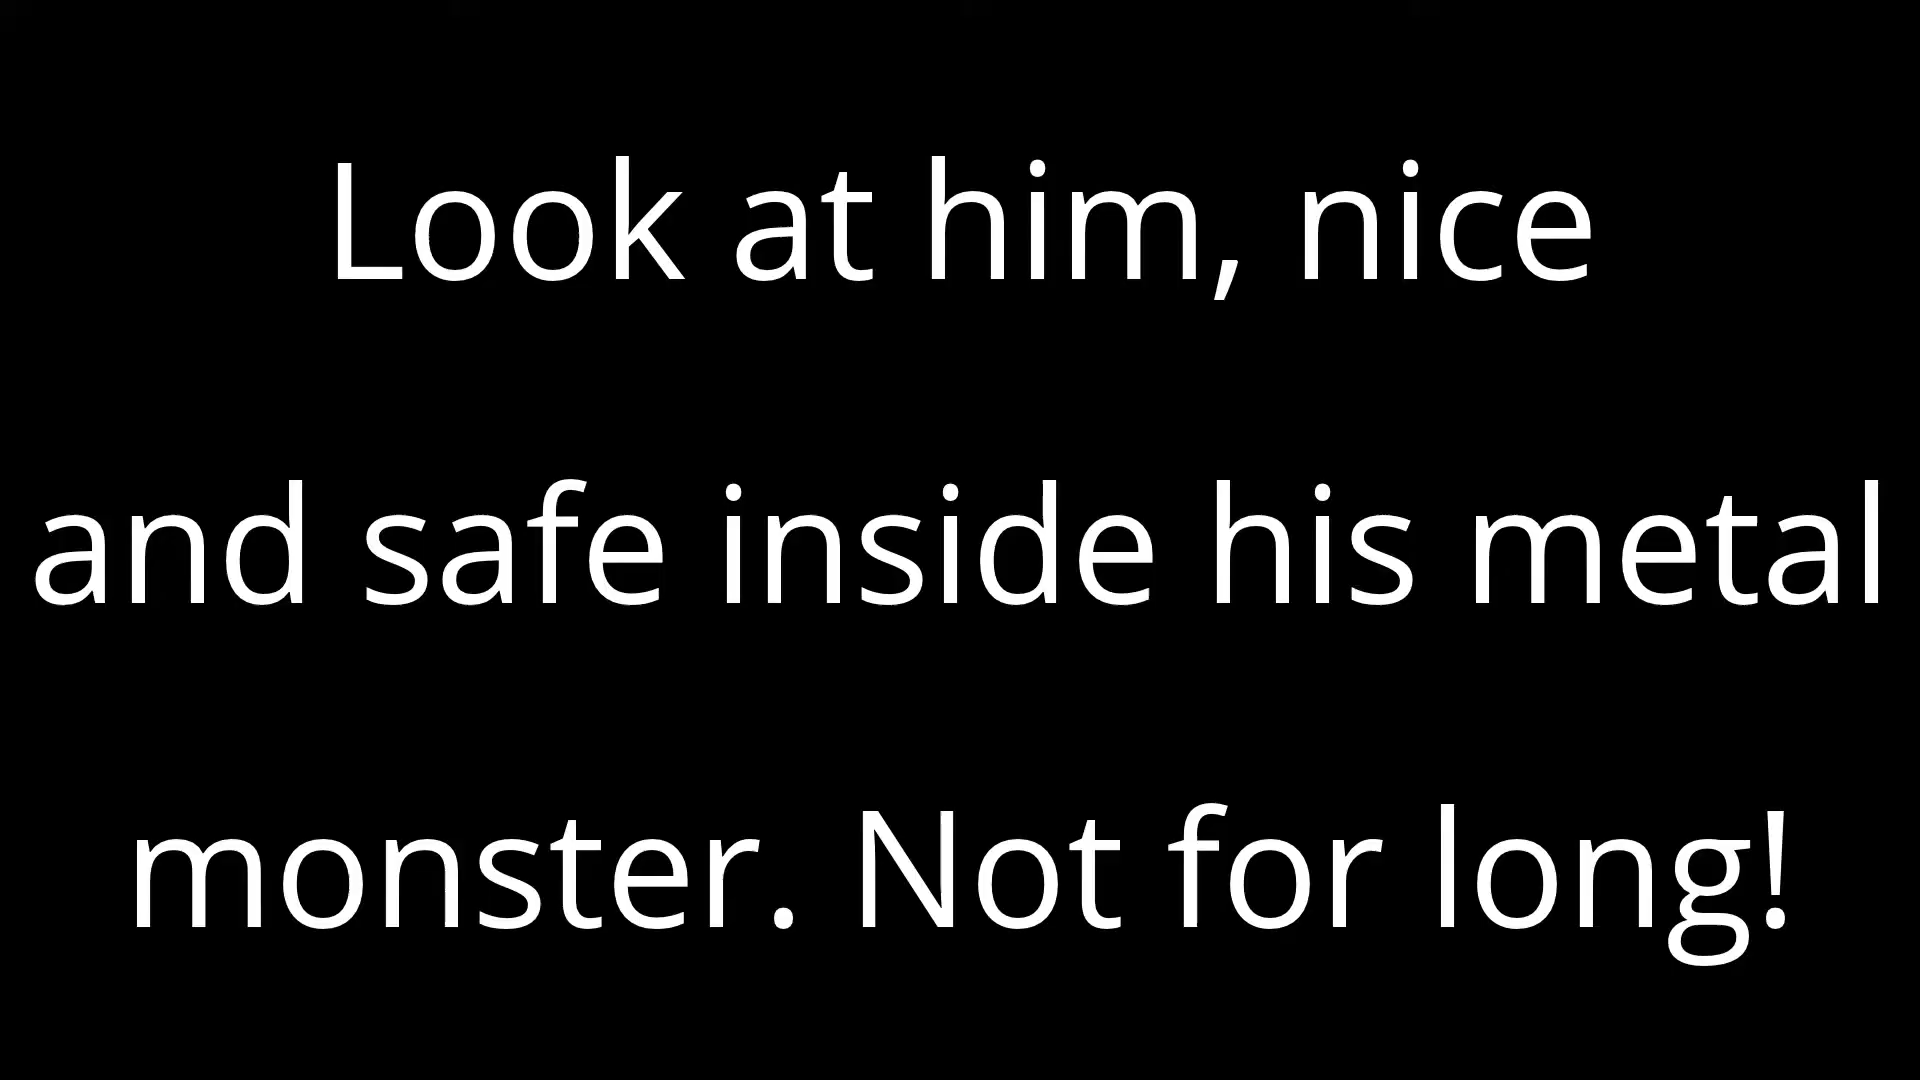 Look at him, nice
and safe inside his metal
monster. Not for long!